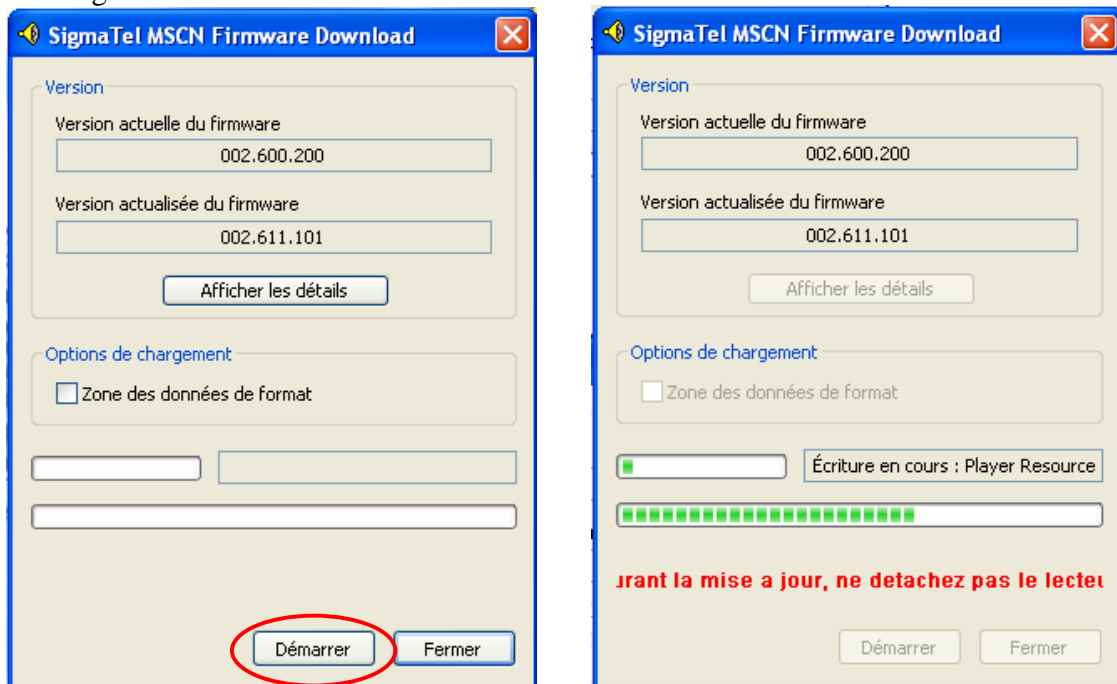 SigmaTel MSCN Firmware Download
Version
Version actuelle du firmware
002.600.200
Version actualisée du firmware
002.611.101
Afficher les détails
Options de chargement
Zone des données de format
Démarrer
Fermer
SigmaTel MSCN Firmware Download
Version
Version actuelle du firmware
002.600.200
Version actualisée du firmware
002.611.101
Afficher les détails
Options de chargement
Zone des données de format
Écriture en cours : Player Resource
la mise a jour, ne detachez pas le
Démarrer
Fermer